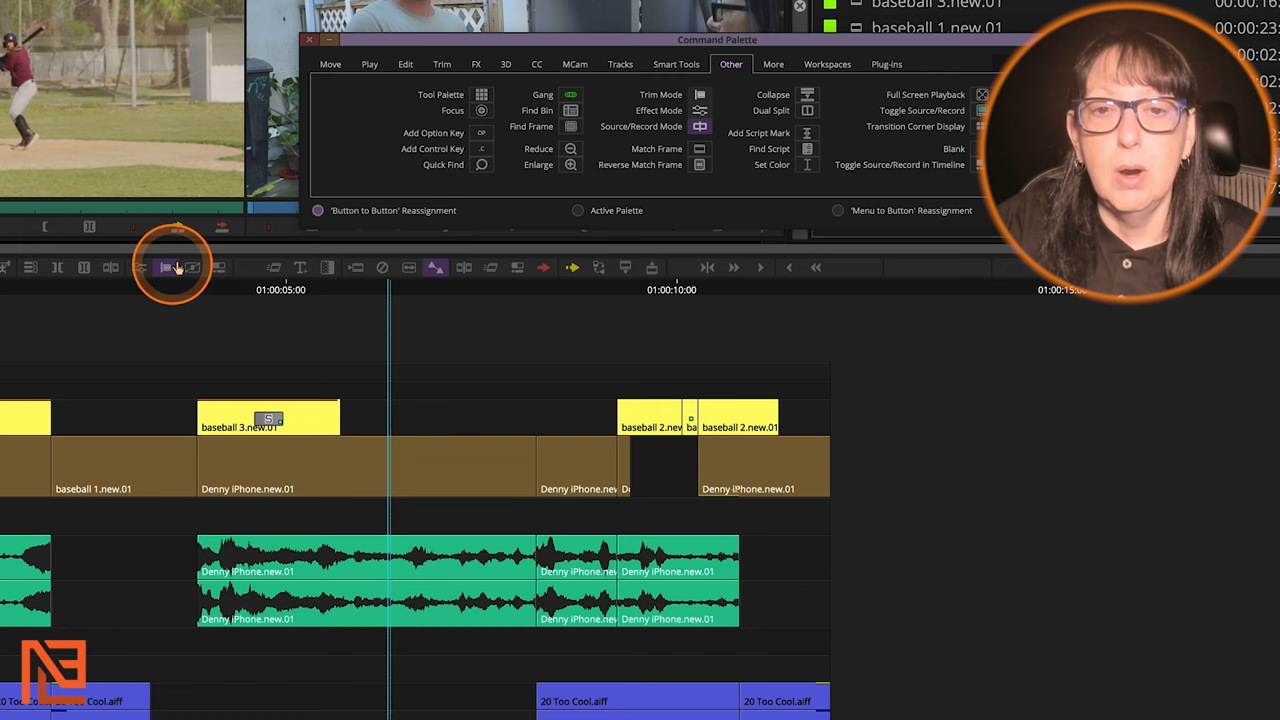 baseball 3.new.01
baseball 1.new.01
00:00:16:
00:00:23:
Command Palette
Move Play Edit Trim FX 3D CC MCam Tracks Smart Tools Other More Workspaces Plug-ins
Tool Palette Gang Trim Mode Collapse Full Screen Playback
Focus Find Bin Effect Mode Dual Split Toggle Source/Record
Find Frame Source/Record Mode Transition Corner Display
Add Option Key OP Add Script Mark
Add Control Key .C Reduce Match Frame Find Script Blank
Quick Find Enlarge Reverse Match Frame Set Color Toggle Source/Record in Timeline
'Button to Button' Reassignment Active Palette 'Menu to Button' Reassignment
01:00:05:00 01:00:10:00 01:00:15:00
S
baseball 3.new.01 baseball 2.new ba baseball 2.new.01
baseball 1.new.01 Denny iPhone.new.01 Denny iPhone.new Denny iPhone.new.01
Denny iPhone.new.01 Denny iPhone.new Denny iPhone.new.01
Denny iPhone.new.01 Denny iPhone.new Denny iPhone.new.01
20 Too Cool.aiff 20 Too Cool.aiff 20 Too Cool.aiff